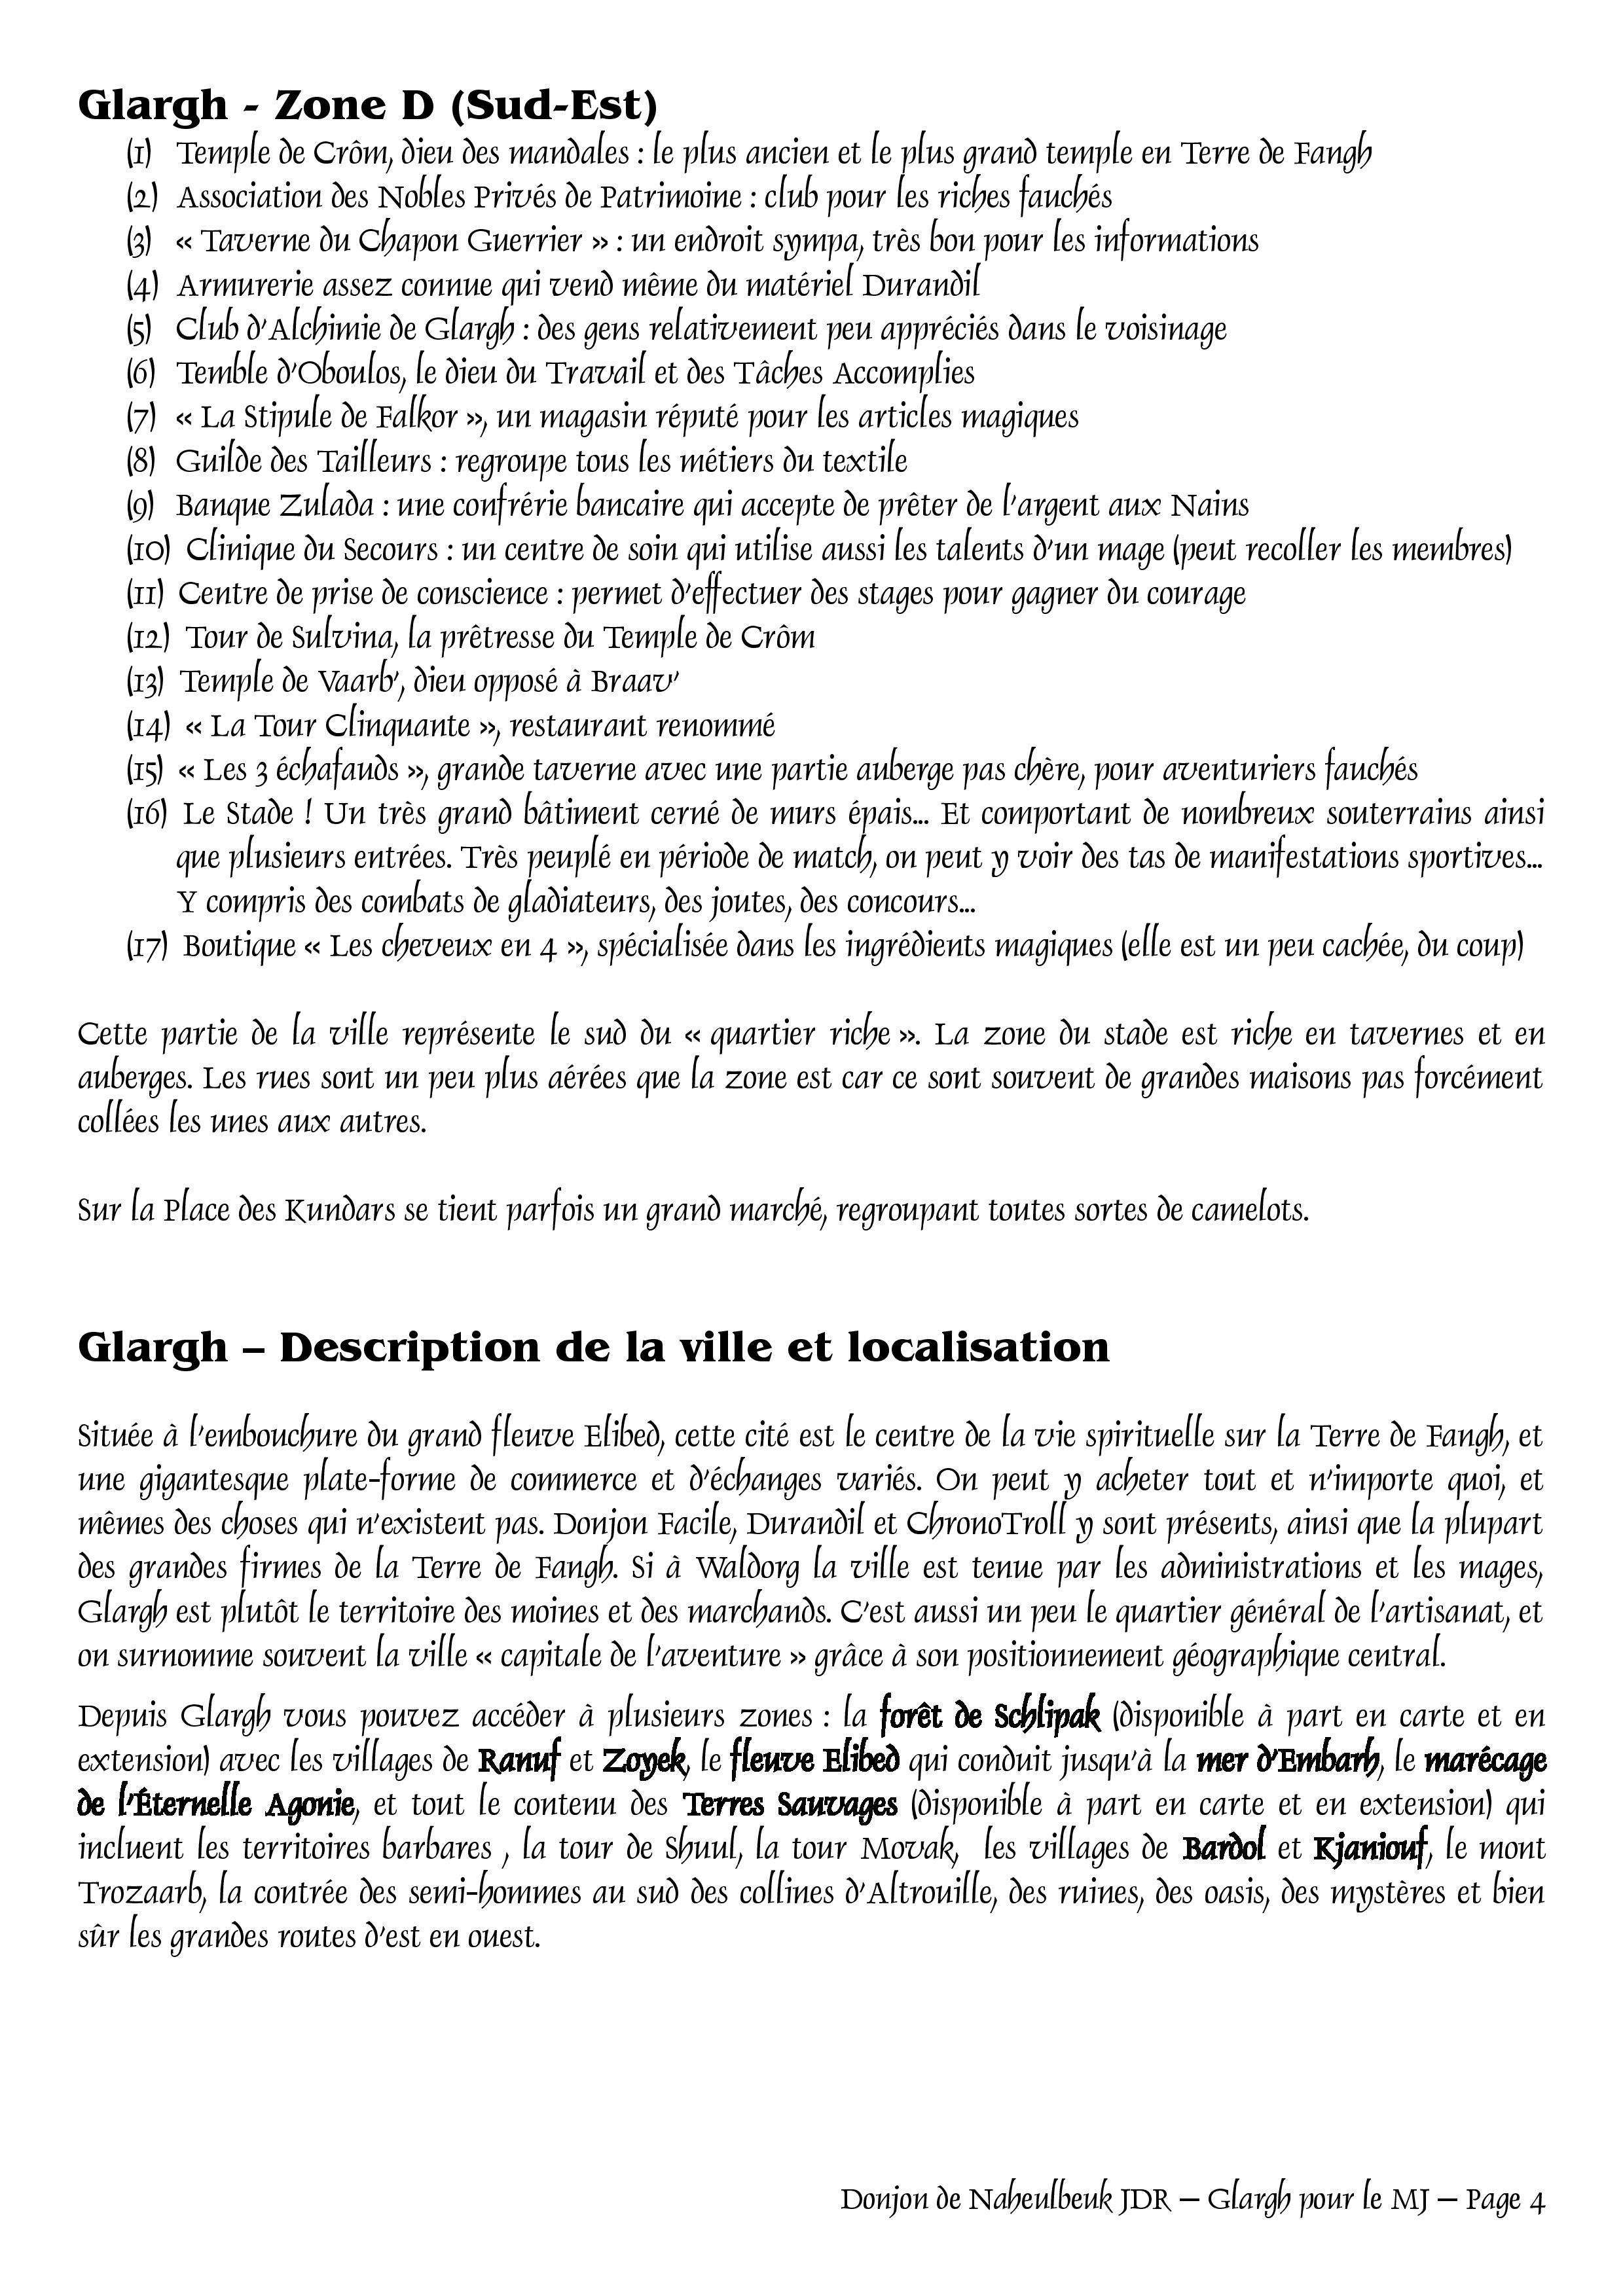 Glargh - Zone D (Sud-Est)
(1) Temple de Crôm, dieu des mandales : le plus ancien et le plus grand temple en Terre de Fangh
(2) Association des Nobles Privés de Patrimoine : club pour les riches fauchés
(3) « Taverne du Chapon Guerrier » : un endroit sympa, très bon pour les informations
(4) Armurerie assez connue qui vend même du matériel Durandil
(5) Club d'Alchimie de Glargh : des gens relativement peu appréciés dans le voisinage
(6) Temble d'Oboulos, le dieu du Travail et des Tâches Accomplies
(7) « La Stipule de Falkor », un magasin réputé pour les articles magiques
(8) Guilde des Tailleurs : regroupe tous les métiers du textile
(9) Banque Zulada : une confrérie bancaire qui accepte de prêter de l'argent aux Nains
(10) Clinique du Secours : un centre de soin qui utilise aussi les talents d'un mage (peut recoller les membres)
(11) Centre de prise de conscience : permet d'effectuer des stages pour gagner du courage
(12) Tour de Sulvina, la prêtresse du Temple de Crôm
(13) Temple de Vaarb', dieu opposé à Braav'
(14) « La Tour Clinquante », restaurant renommé
(15) « Les 3 échafauds », grande taverne avec une partie auberge pas chère, pour aventuriers fauchés
(16) Le Stade ! Un très grand bâtiment cerné de murs épais... Et comportant de nombreux souterrains ainsi
que plusieurs entrées. Très peuplé en période de match, on peut y voir des tas de manifestations sportives...
Y compris des combats de gladiateurs, des joutes, des concours...
(17) Boutique « Les cheveux en 4 », spécialisée dans les ingrédients magiques (elle est un peu cachée, du coup)
Cette partie de la ville représente le sud du « quartier riche ». La zone du stade est riche en tavernes et en
auberges. Les rues sont un peu plus aérées que la zone est car ce sont souvent de grandes maisons pas forcément
collées les unes aux autres.
Sur la Place des Kundars se tient parfois un grand marché, regroupant toutes sortes de camelots.
Glargh – Description de la ville et localisation
Située à l'embouchure du grand fleuve Elibed, cette cité est le centre de la vie spirituelle sur la Terre de Fangh, et
une gigantesque plate-forme de commerce et d'échanges variés. On peut y acheter tout et n'importe quoi, et
mêmes des choses qui n'existent pas. Donjon Facile, Durandil et ChronoTroll y sont présents, ainsi que la plupart
des grandes firmes de la Terre de Fangh. Si à Waldorg la ville est tenue par les administrations et les mages,
Glargh est plutôt le territoire des moines et des marchands. C'est aussi un peu le quartier général de l'artisanat, et
on surnomme souvent la ville « capitale de l'aventure » grâce à son positionnement géographique central.
Depuis Glargh vous pouvez accéder à plusieurs zones : la forêt de Schlipak (disponible à part en carte et en
extension) avec les villages de Ranuf et Zoyek, le fleuve Elibed qui conduit jusqu'à la mer d'Embarh, le marécage
de l'Éternelle Agonie, et tout le contenu des Terres Sauvages (disponible à part en carte et en extension) qui
incluent les territoires barbares , la tour de Shuul, la tour Movak, les villages de Bardol et Kjaniouf, le mont
Trozaarb, la contrée des semi-hommes au sud des collines d'Altrouille, des ruines, des oasis, des mystères et bien
sûr les grandes routes d'est en ouest.
Donjon de Naheulbeuk JDR — Glargh pour le MJ — Page 4